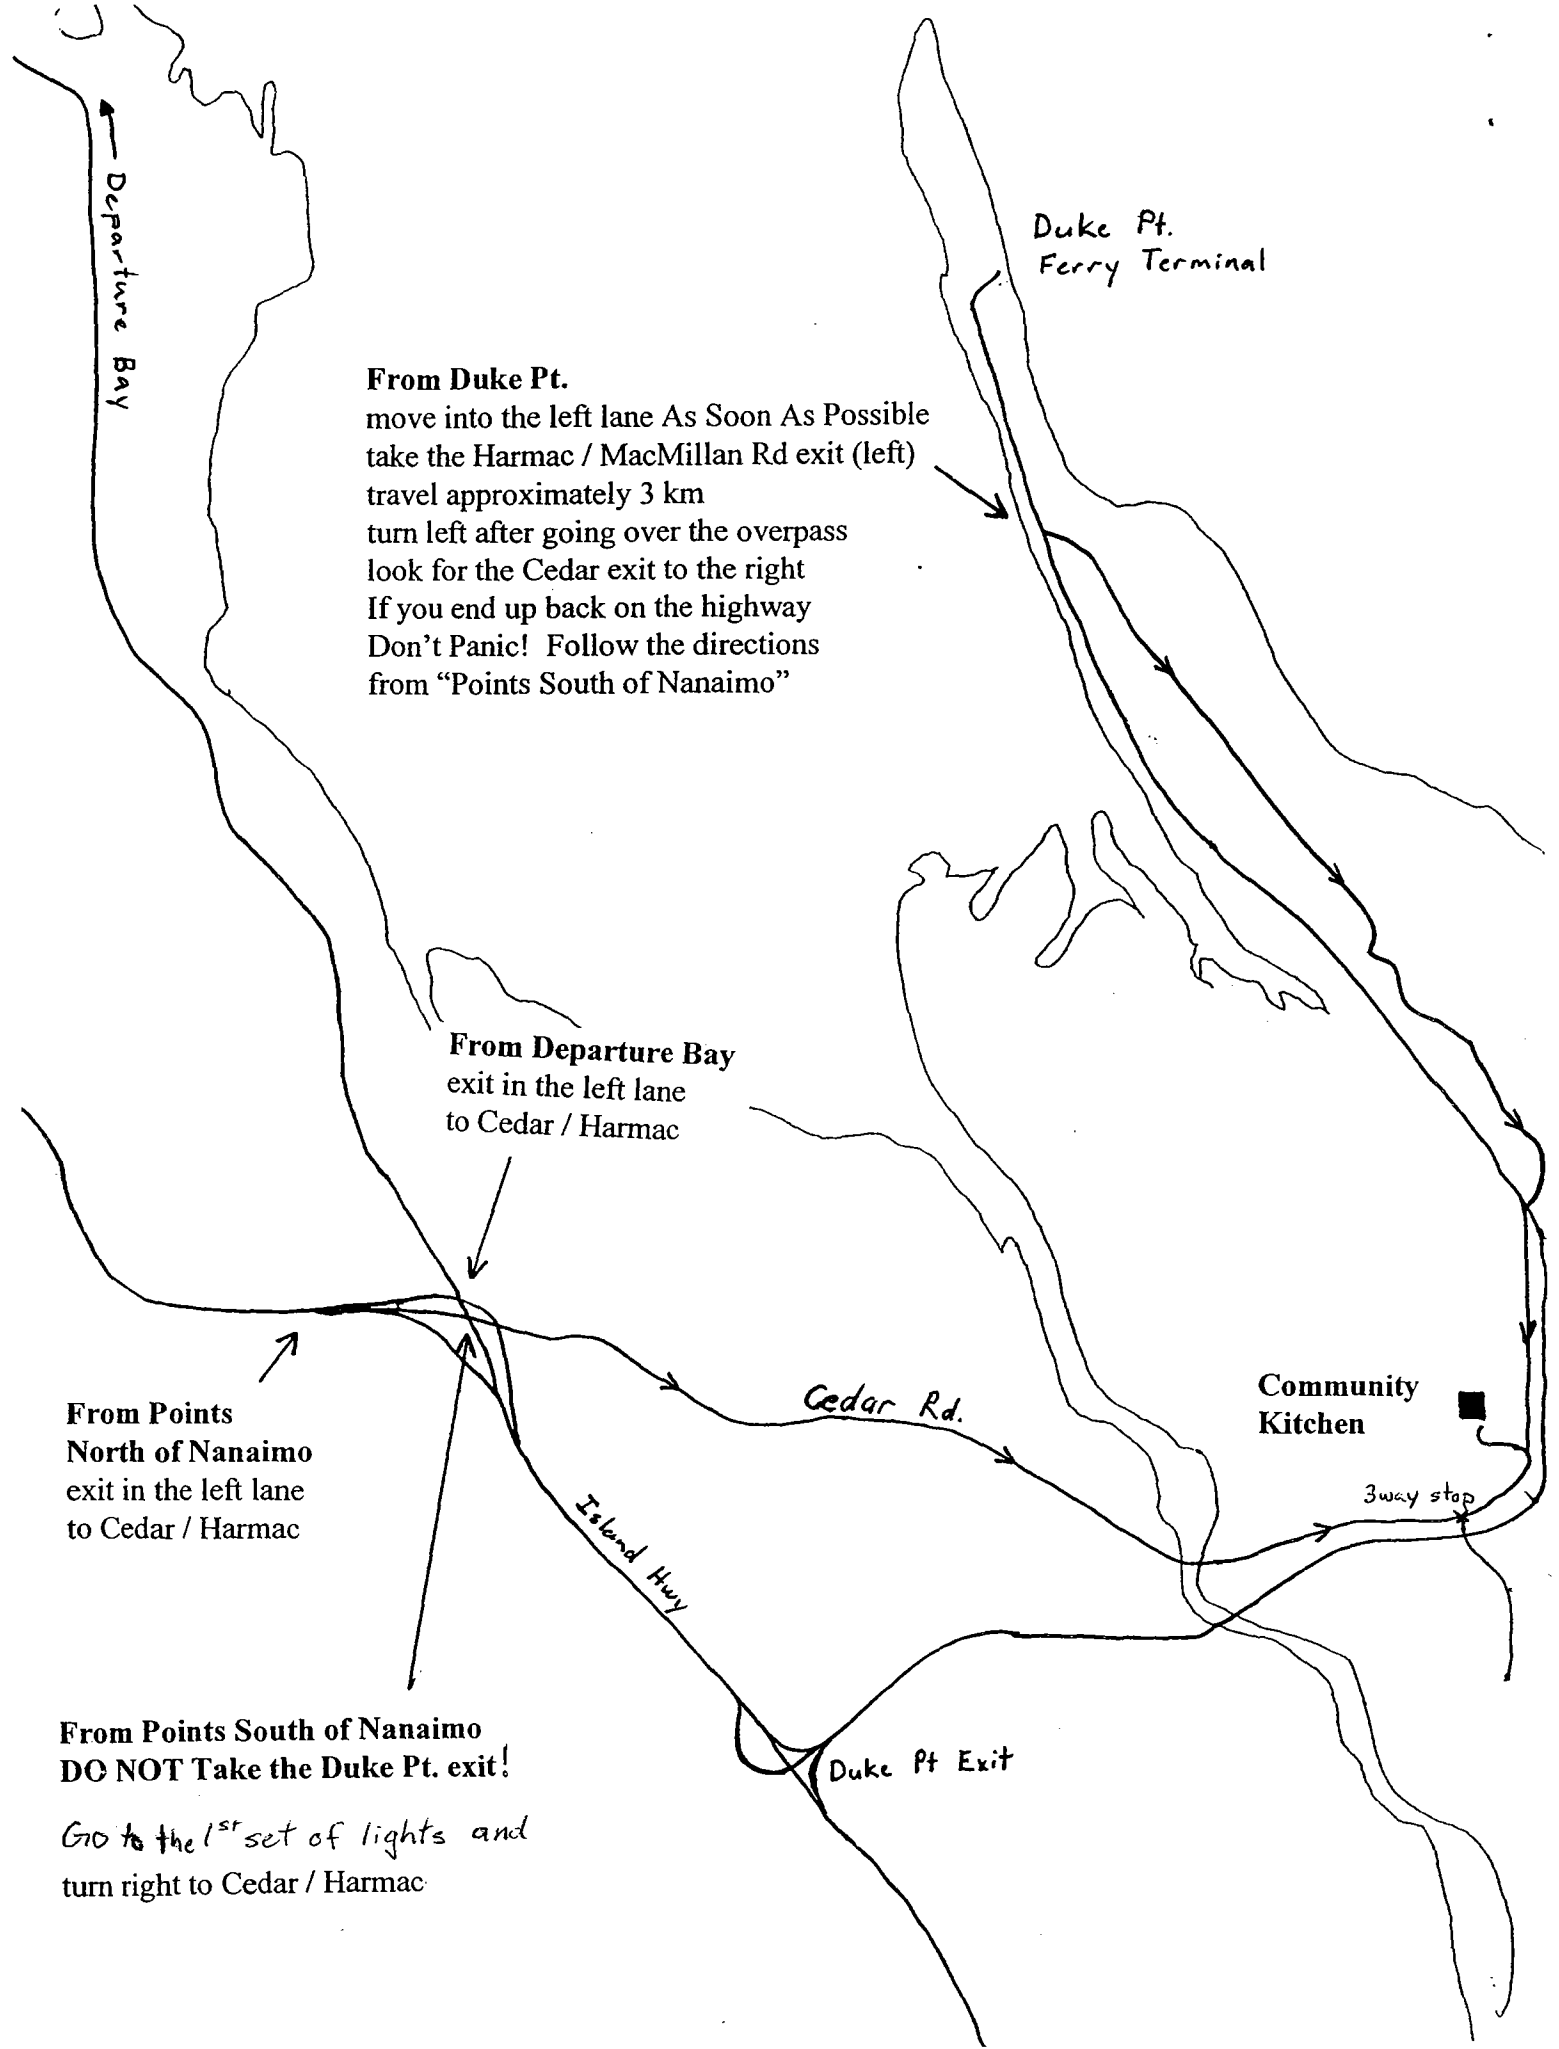 Departure Bay
Duke Pt.
Ferry Terminal
From Duke Pt.
move into the left lane As Soon As Possible
take the Harmac / MacMillan Rd exit (left)
travel approximately 3 km
turn left after going over the overpass
look for the Cedar exit to the right
If you end up back on the highway
Don't Panic!  Follow the directions
from “Points South of Nanaimo”
From Departure Bay
exit in the left lane
to Cedar / Harmac
From Points
North of Nanaimo
exit in the left lane
to Cedar / Harmac
Cedar Rd.
Community
Kitchen
3way stop
Island Hwy
From Points South of Nanaimo
DO NOT Take the Duke Pt. exit!
Go to the 1st set of lights and
turn right to Cedar / Harmac
Duke Pt Exit